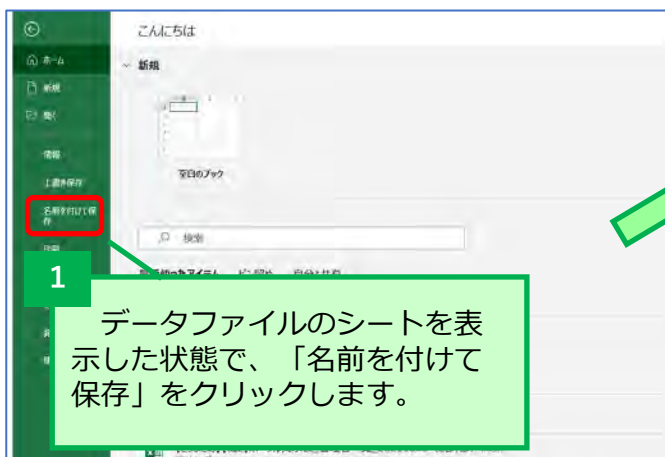 こんにちは
ホーム
新規
新規
開く
空白のブック
情報
上書き保存
名前を付けて保
存
検索
印刷
1
データファイルのシートを表
示した状態で、「名前を付けて
保存」をクリックします。